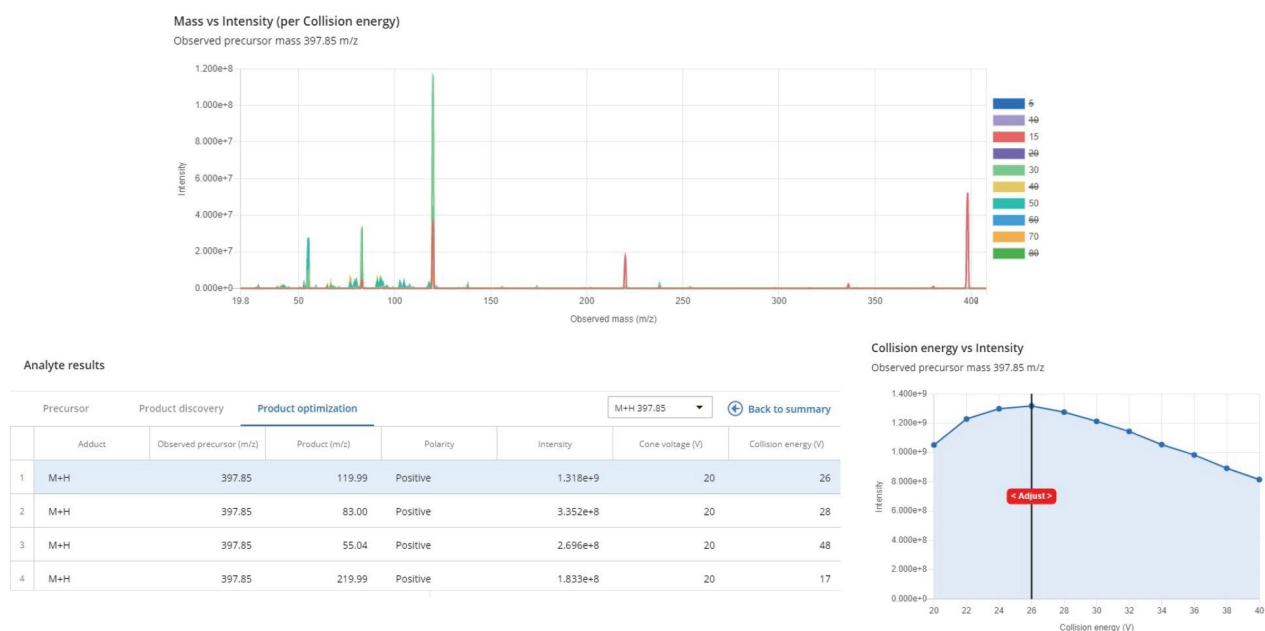 Mass vs Intensity (per Collision energy)
Observed precursor mass 397.85 m/z
1.200e+8
1.000e+8
8.000e+7
6.000e+7
4.000e+7
2.000e+7
0.000e+0
Intensity
19.8 50 100 150 200 250 300 350 400
Observed mass (m/z)
5
10
15
20
30
40
50
60
70
80
Analyte results
Precursor Product discovery Product optimization M+H 397.85 Back to summary
Adduct Observed precursor (m/z) Product (m/z) Polarity Intensity Cone voltage (V) Collision energy (V)
1 M+H 397.85 119.99 Positive 1.318e+9 20 26
2 M+H 397.85 83.00 Positive 3.352e+8 20 28
3 M+H 397.85 55.04 Positive 2.696e+8 20 48
4 M+H 397.85 219.99 Positive 1.833e+8 20 17
Collision energy vs Intensity
Observed precursor mass 397.85 m/z
1.400e+9
1.200e+9
1.000e+9
8.000e+8
6.000e+8
4.000e+8
2.000e+8
0.000e+0
Intensity
< Adjust >
20 22 24 26 28 30 32 34 36 38 40
Collision energy (V)